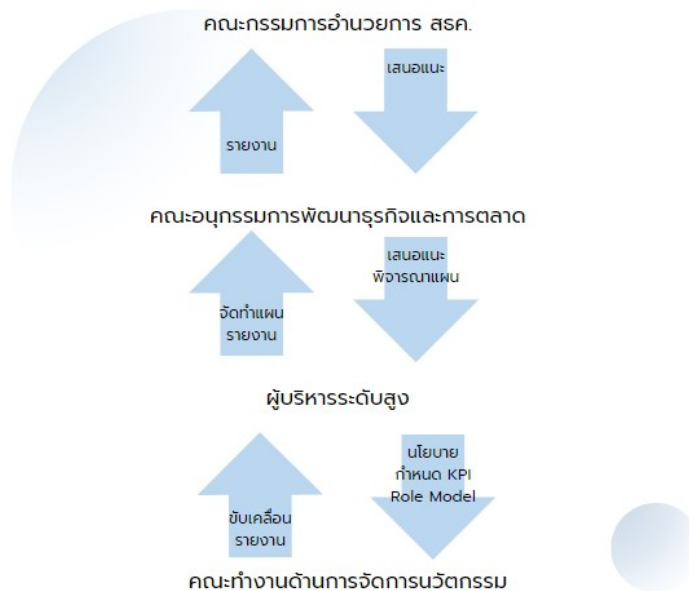 คณะกรรมการอำนวยการ สธค.
เสนอแนะ
รายงาน
คณะอนุกรรมการพัฒนาธุรกิจและการตลาด
เสนอแนะ
พิจารณาแผน
จัดทำแผน
รายงาน
ผู้บริหารระดับสูง
นโยบาย
กำหนด KPI
Role Model
ขับเคลื่อน
รายงาน
คณะทำงานด้านการจัดการนวัตกรรม